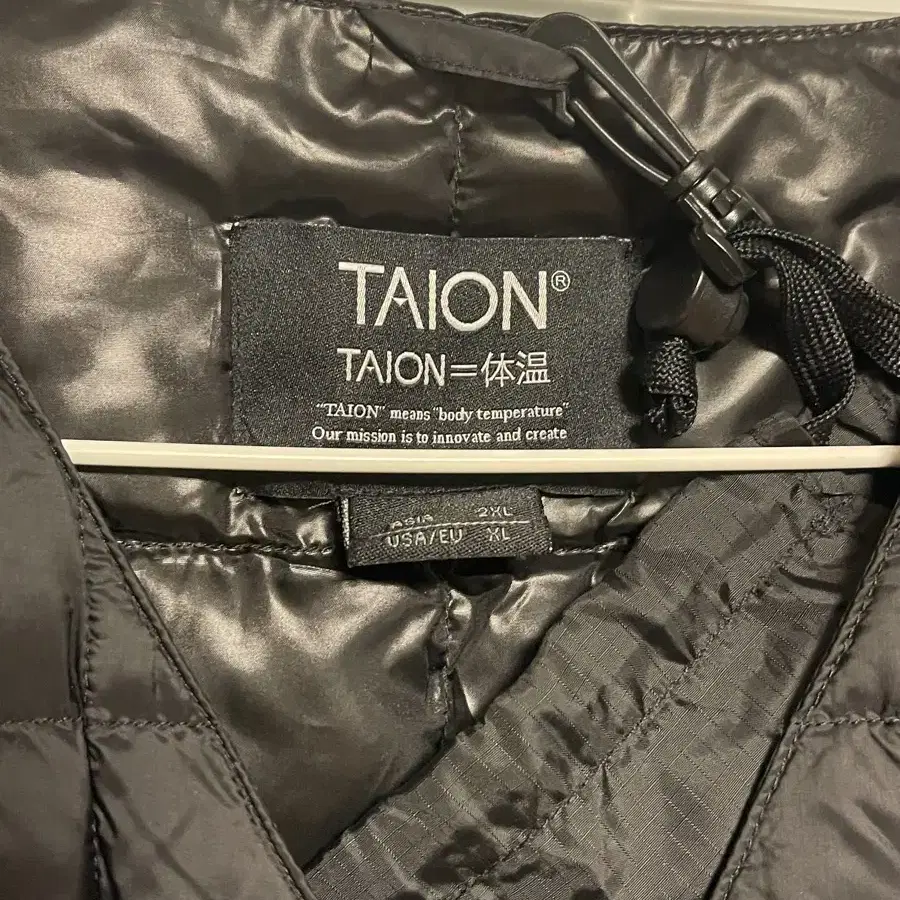 TAION®
TAION=体温
"TAION" means "body temperature"
Our mission is to innovate and create
ASIA 2XL
USA/EU XL